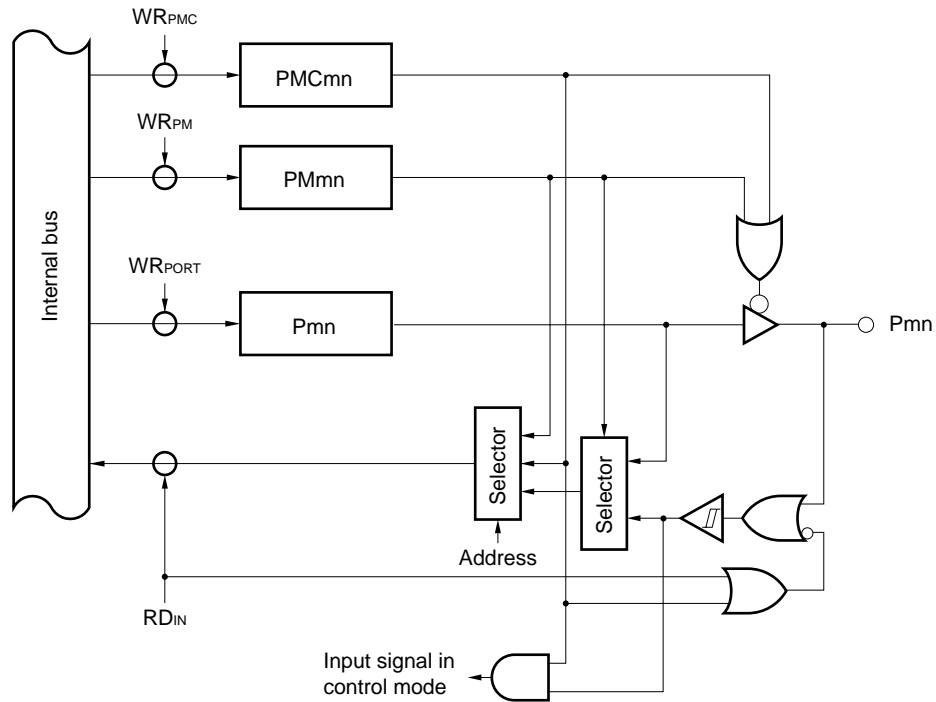 WRPMC
PMCmn
WRPM
PMmn
Internal bus
WRPORT
Pmn
Pmn
Selector
Selector
Address
RDIN
Input signal in
control mode